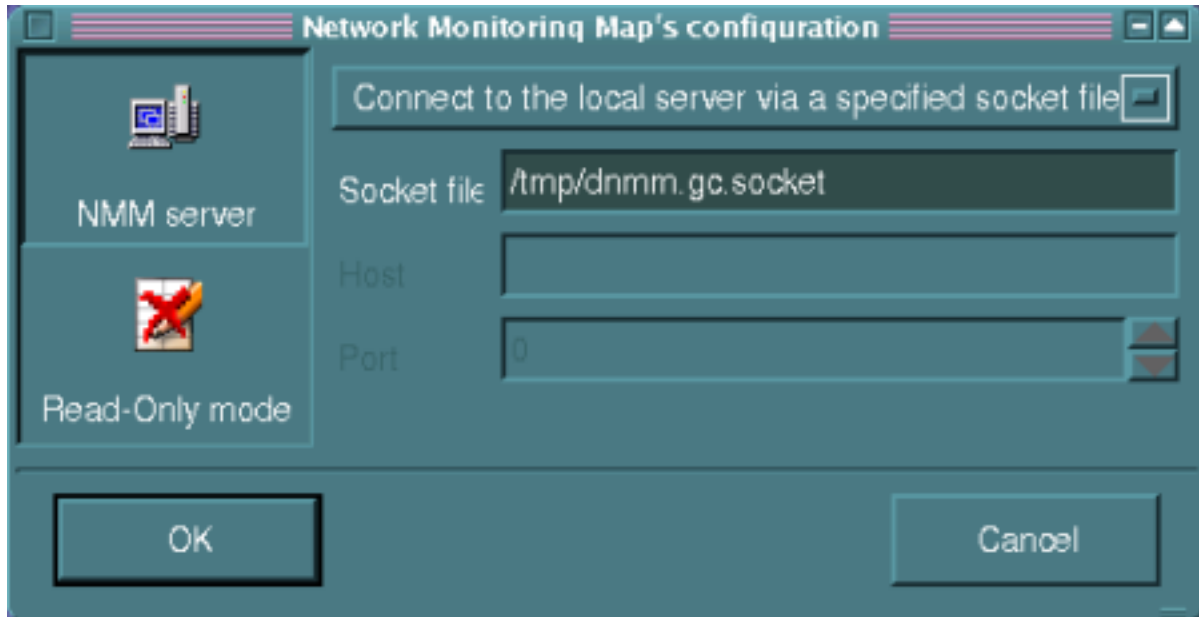 Network Monitoring Map's configuration
Connect to the local server via a specified socket file
NMM server
Socket file /tmp/dnmm.gc.socket
Host
Port 0
Read-Only mode
OK Cancel